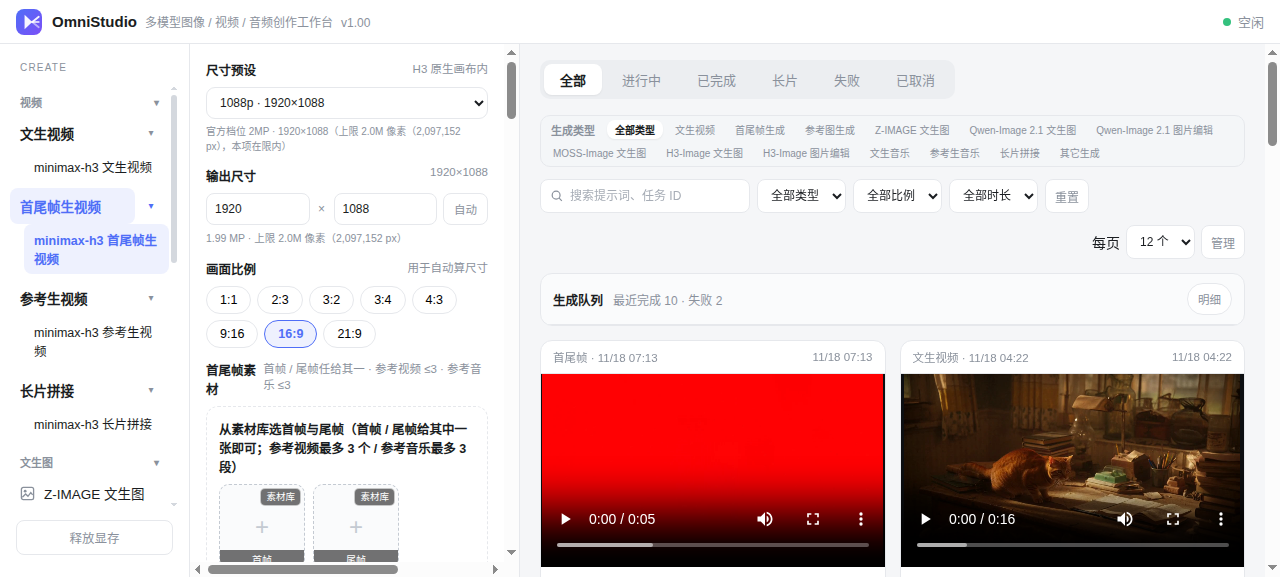 OmniStudio 多模型图像 / 视频 / 音频创作工作台 v1.00
空闲
CREATE
视频
文生视频
minimax-h3 文生视频
首尾帧生视频
minimax-h3 首尾帧生
视频
参考生视频
minimax-h3 参考生视
频
长片拼接
minimax-h3 长片拼接
文生图
Z-IMAGE 文生图
释放显存
尺寸预设 H3 原生画布内
1088p · 1920×1088
官方档位 2MP · 1920×1088（上限 2.0M 像素（2,097,152
px），本项在限内）
输出尺寸 1920×1088
1920 × 1088 自动
1.99 MP · 上限 2.0M 像素（2,097,152 px）
画面比例 用于自动算尺寸
1:1 2:3 3:2 3:4 4:3
9:16 16:9 21:9
首尾帧素 首帧 / 尾帧任给其一 · 参考视频 ≤3 · 参考音
材 乐 ≤3
从素材库选首帧与尾帧（首帧 / 尾帧给其中一
张即可；参考视频最多 3 个 / 参考音乐最多 3
段）
素材库 素材库
+ +
首帧 尾帧
全部 进行中 已完成 长片 失败 已取消
生成类型 全部类型 文生视频 首尾帧生成 参考图生成 Z-IMAGE 文生图 Qwen-Image 2.1 文生图 Qwen-Image 2.1 图片编辑
MOSS-Image 文生图 H3-Image 文生图 H3-Image 图片编辑 文生音乐 参考生音乐 长片拼接 其它生成
搜索提示词、任务 ID 全部类型 全部比例 全部时长 重置
每页 12 个 管理
生成队列 最近完成 10 · 失败 2 明细
首尾帧 · 11/18 07:13 11/18 07:13
0:00 / 0:05
文生视频 · 11/18 04:22 11/18 04:22
0:00 / 0:16